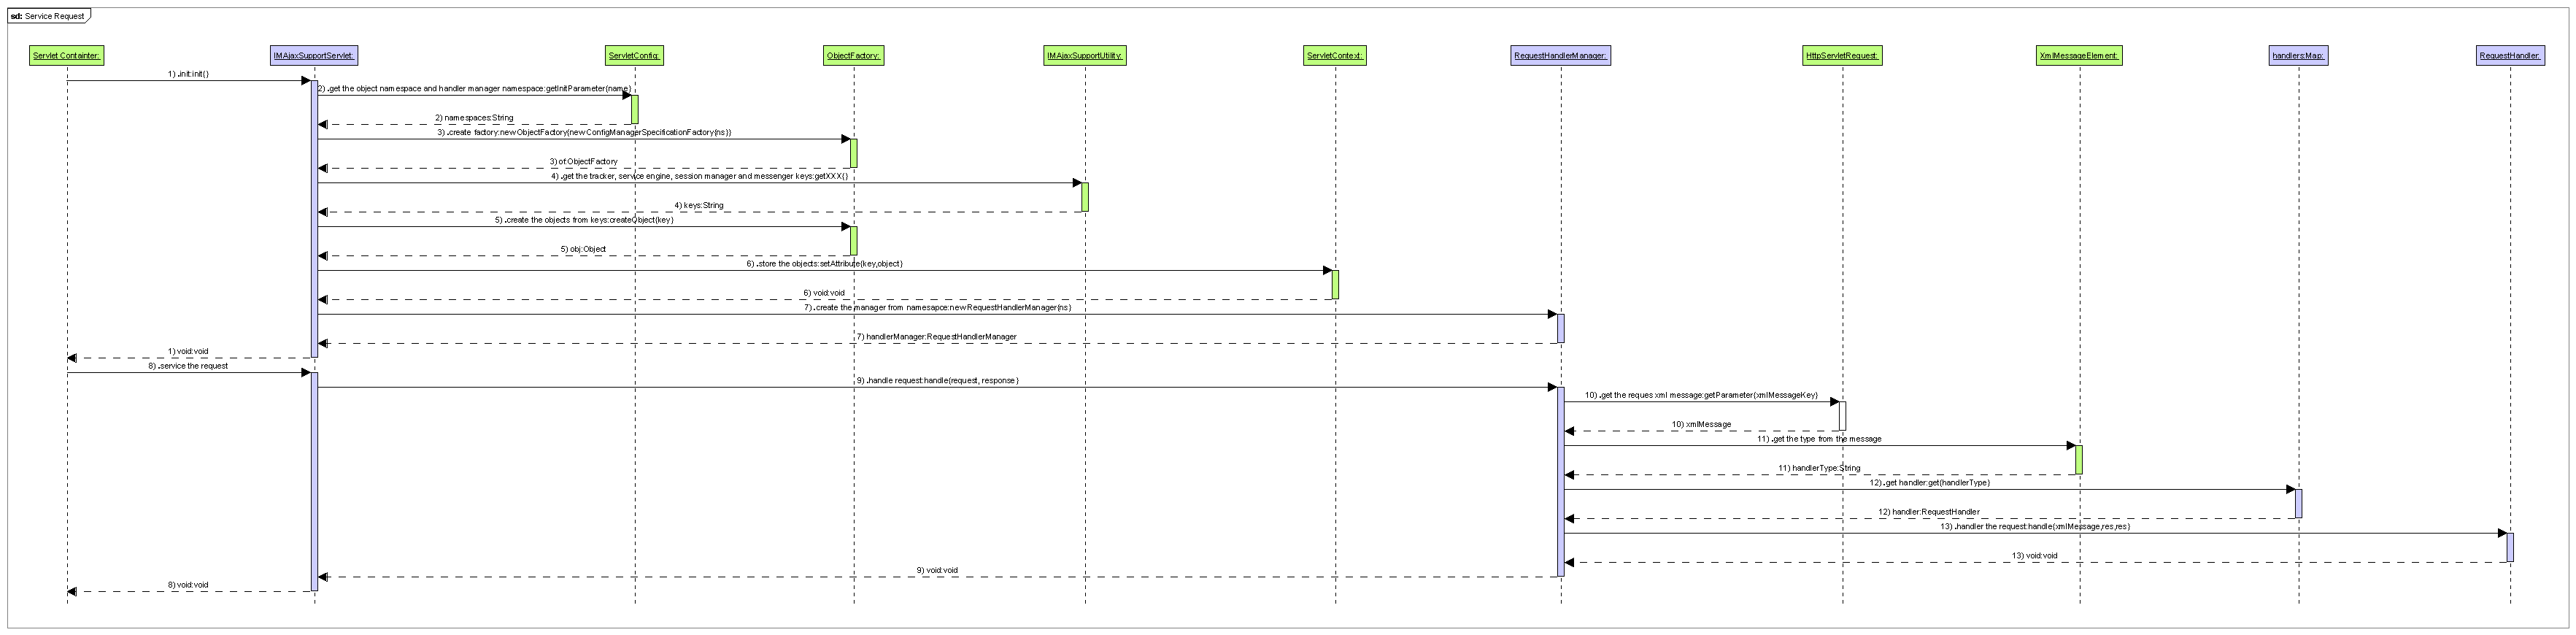 sd: Service Request
Servlet Containter:
IMAjaxSupportServlet:
ServletConfig:
ObjectFactory:
IMAjaxSupportUtility:
ServletContext:
RequestHandlerManager:
HttpServletRequest:
XmlMessageElement:
handlers:Map:
RequestHandler:
1) .init:init()
2) .get the object namespace and handler manager namespace:getInitParameter(name)
2) namespaces:String
3) .create factory:new ObjectFactory(new ConfigManagerSpecificationFactory(ns))
3) of:ObjectFactory
4) .get the tracker, service engine, session manager and messenger keys:getXXX()
4) keys:String
5) .create the objects from keys:createObject(key)
5) obj:Object
6) .store the objects:setAttribute(key,object)
6) void:void
7) .create the manager from namesapce:new RequestHandlerManager(ns)
7) handlerManager:RequestHandlerManager
1) void:void
8) .service the request
9) .handle request:handle(request, response)
10) .get the reques xml message:getParameter(xmlMessageKey)
10) xmlMessage
11) .get the type from the message
11) handlerType:String
12) .get handler:get(handlerType)
12) handler:RequestHandler
13) .handler the request:handle(xmlMessage,res,res)
13) void:void
9) void:void
8) void:void